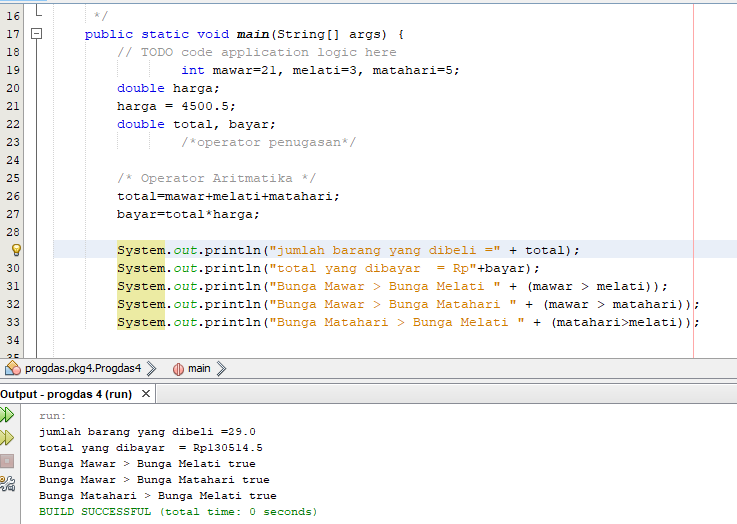 16 */
17 public static void main(String[] args) {
18 // TODO code application logic here
19 int mawar=21, melati=3, matahari=5;
20 double harga;
21 harga = 4500.5;
22 double total, bayar;
23 /*operator penugasan*/
24
25 /* Operator Aritmatika */
26 total=mawar+melati+matahari;
27 bayar=total*harga;
28
System.out.println("jumlah barang yang dibeli =" + total);
30 System.out.println("total yang dibayar  = Rp"+bayar);
31 System.out.println("Bunga Mawar > Bunga Melati " + (mawar > melati));
32 System.out.println("Bunga Mawar > Bunga Matahari " + (mawar > matahari));
33 System.out.println("Bunga Matahari > Bunga Melati " + (matahari>melati));
34
35
progdas.pkg4.Progdas4 main
Output - progdas 4 (run) ×
run:
jumlah barang yang dibeli =29.0
total yang dibayar  = Rp130514.5
Bunga Mawar > Bunga Melati true
Bunga Mawar > Bunga Matahari true
Bunga Matahari > Bunga Melati true
BUILD SUCCESSFUL (total time: 0 seconds)